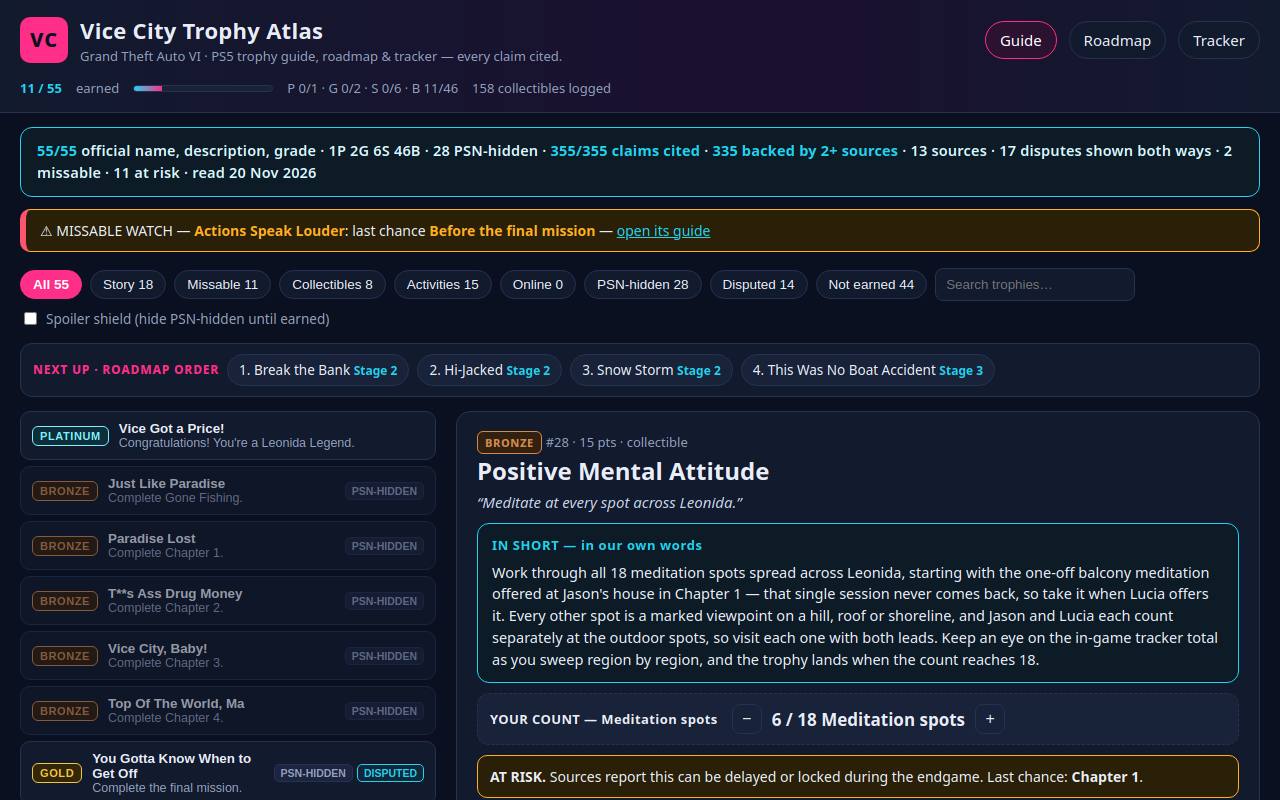 VC
Vice City Trophy Atlas
Grand Theft Auto VI · PS5 trophy guide, roadmap & tracker — every claim cited.
Guide
Roadmap
Tracker
11 / 55 earned P 0/1 · G 0/2 · S 0/6 · B 11/46 158 collectibles logged
55/55 official name, description, grade · 1P 2G 6S 46B · 28 PSN-hidden · 355/355 claims cited · 335 backed by 2+ sources · 13 sources · 17 disputes shown both ways · 2
missable · 11 at risk · read 20 Nov 2026
⚠ MISSABLE WATCH — Actions Speak Louder: last chance Before the final mission — open its guide
All 55
Story 18
Missable 11
Collectibles 8
Activities 15
Online 0
PSN-hidden 28
Disputed 14
Not earned 44
Search trophies…
Spoiler shield (hide PSN-hidden until earned)
NEXT UP · ROADMAP ORDER
1. Break the Bank Stage 2
2. Hi-Jacked Stage 2
3. Snow Storm Stage 2
4. This Was No Boat Accident Stage 3
PLATINUM
Vice Got a Price!
Congratulations! You're a Leonida Legend.
BRONZE
Just Like Paradise
Complete Gone Fishing.
PSN-HIDDEN
BRONZE
Paradise Lost
Complete Chapter 1.
PSN-HIDDEN
BRONZE
T**s Ass Drug Money
Complete Chapter 2.
PSN-HIDDEN
BRONZE
Vice City, Baby!
Complete Chapter 3.
PSN-HIDDEN
BRONZE
Top Of The World, Ma
Complete Chapter 4.
PSN-HIDDEN
GOLD
You Gotta Know When to
Get Off
Complete the final mission.
PSN-HIDDEN
DISPUTED
BRONZE #28 · 15 pts · collectible
Positive Mental Attitude
“Meditate at every spot across Leonida.”
IN SHORT — in our own words
Work through all 18 meditation spots spread across Leonida, starting with the one-off balcony meditation
offered at Jason's house in Chapter 1 — that single session never comes back, so take it when Lucia offers
it. Every other spot is a marked viewpoint on a hill, roof or shoreline, and Jason and Lucia each count
separately at the outdoor spots, so visit each one with both leads. Keep an eye on the in-game tracker total
as you sweep region by region, and the trophy lands when the count reaches 18.
YOUR COUNT — Meditation spots − 6 / 18 Meditation spots +
AT RISK. Sources report this can be delayed or locked during the endgame. Last chance: Chapter 1.